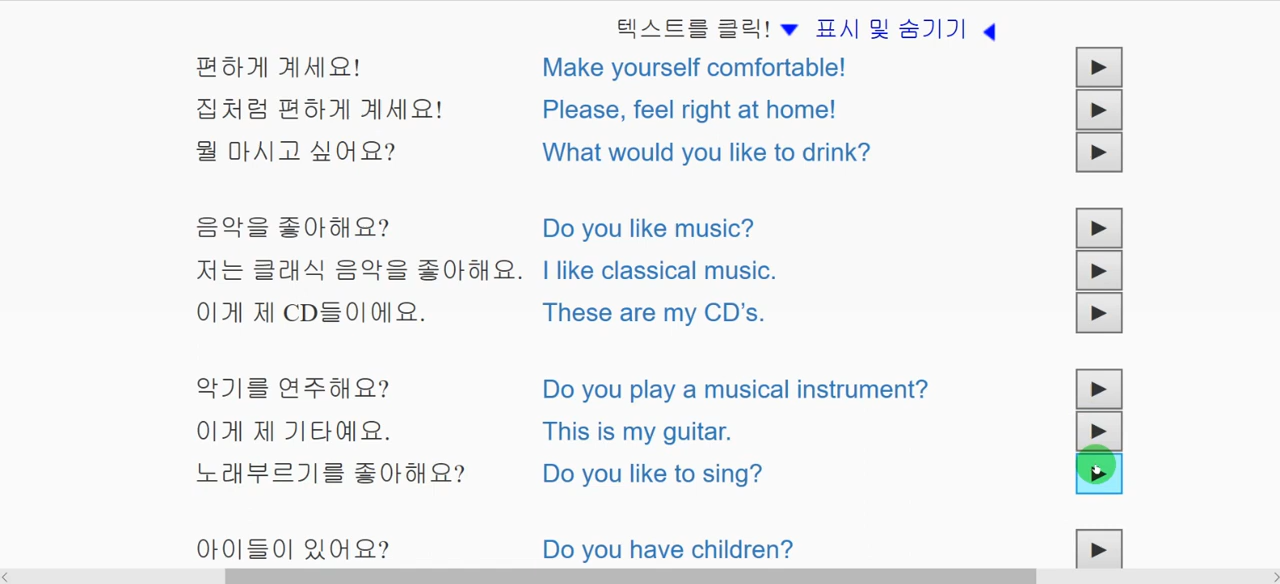 텍스트를 클릭! 표시 및 숨기기
편하게 계세요! Make yourself comfortable!
집처럼 편하게 계세요! Please, feel right at home!
뭘 마시고 싶어요? What would you like to drink?
음악을 좋아해요? Do you like music?
저는 클래식 음악을 좋아해요. I like classical music.
이게 제 CD들이에요. These are my CD’s.
악기를 연주해요? Do you play a musical instrument?
이게 제 기타예요. This is my guitar.
노래부르기를 좋아해요? Do you like to sing?
아이들이 있어요? Do you have children?